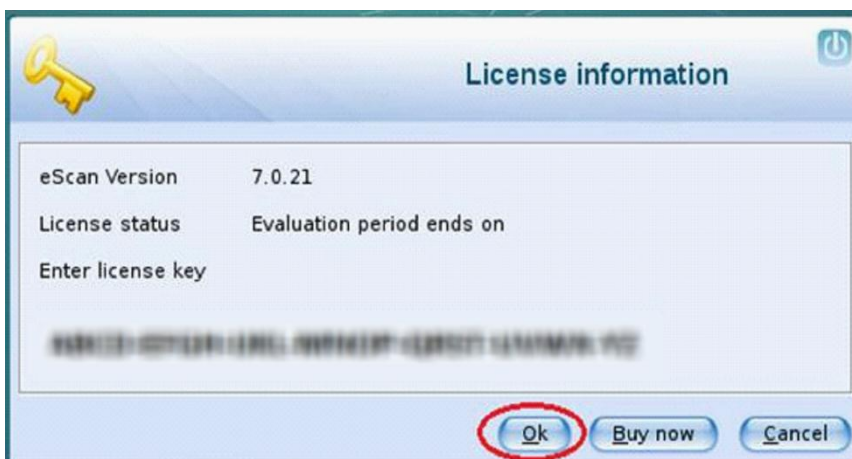 License information
eScan Version 7.0.21
License status Evaluation period ends on
Enter license key
Ok Buy now Cancel